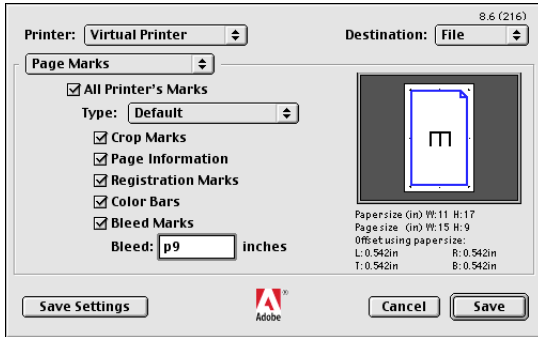 8.6 (216)
Printer: Virtual Printer Destination: File
Page Marks
All Printer's Marks
Type: Default
Crop Marks
Page Information
Registration Marks
Color Bars
Bleed Marks
Bleed: p9 inches
E
Papersize (in) W:11 H:17
Pagesize (in) W:15 H:9
Offset using papersize:
L:0.542in R:0.542in
T:0.542in B:0.542in
Save Settings Adobe ® Cancel Save